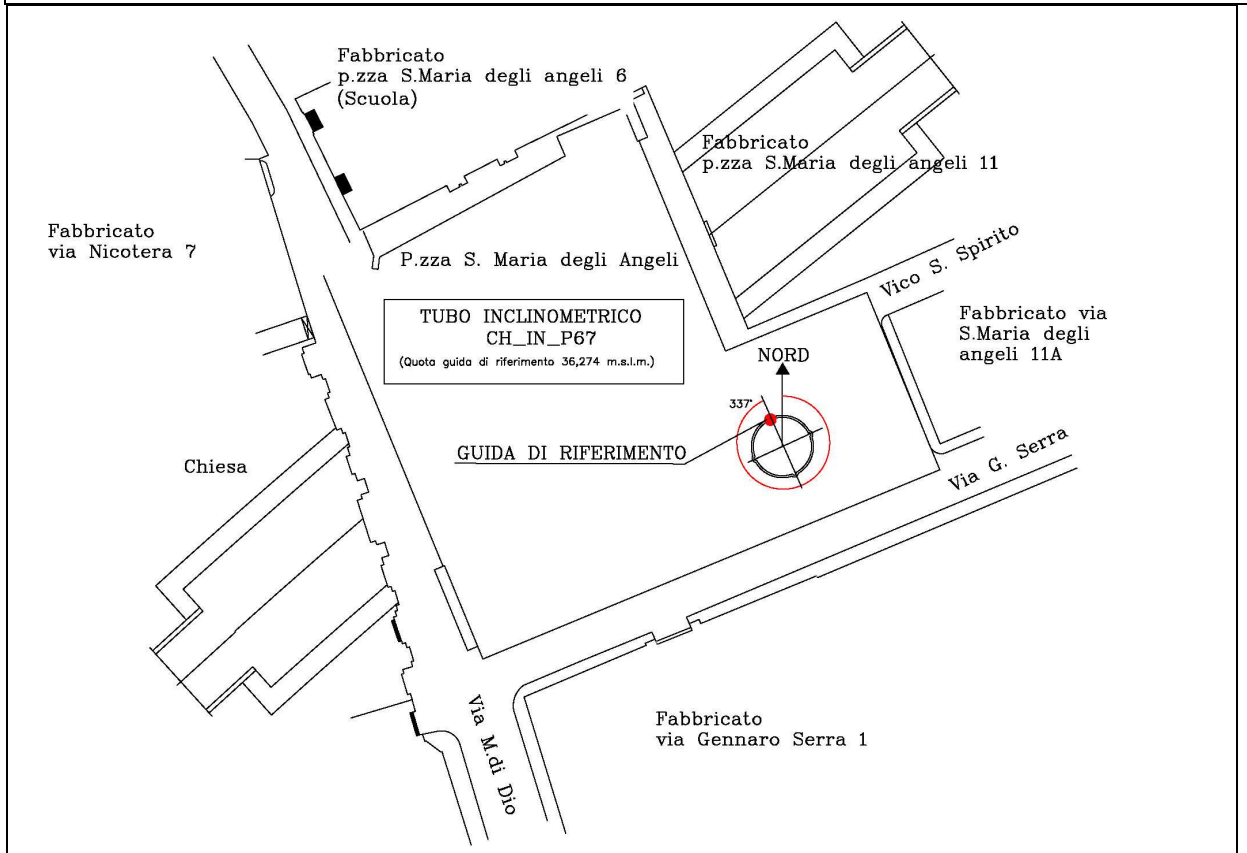 Fabbricato
p.zza S.Maria degli angeli 6
(Scuola)
Fabbricato
p.zza S.Maria degli angeli 11
Fabbricato
via Nicotera 7
P.zza S. Maria degli Angeli
Vico S. Spirito
TUBO INCLINOMETRICO
CH_IN_P67
(Quota guida di riferimento 36,274 m.s.l.m.)
Fabbricato via
S.Maria degli
angeli 11A
NORD
337°
GUIDA DI RIFERIMENTO
Chiesa
Via G. Serra
Via M.di Dio
Fabbricato
via Gennaro Serra 1